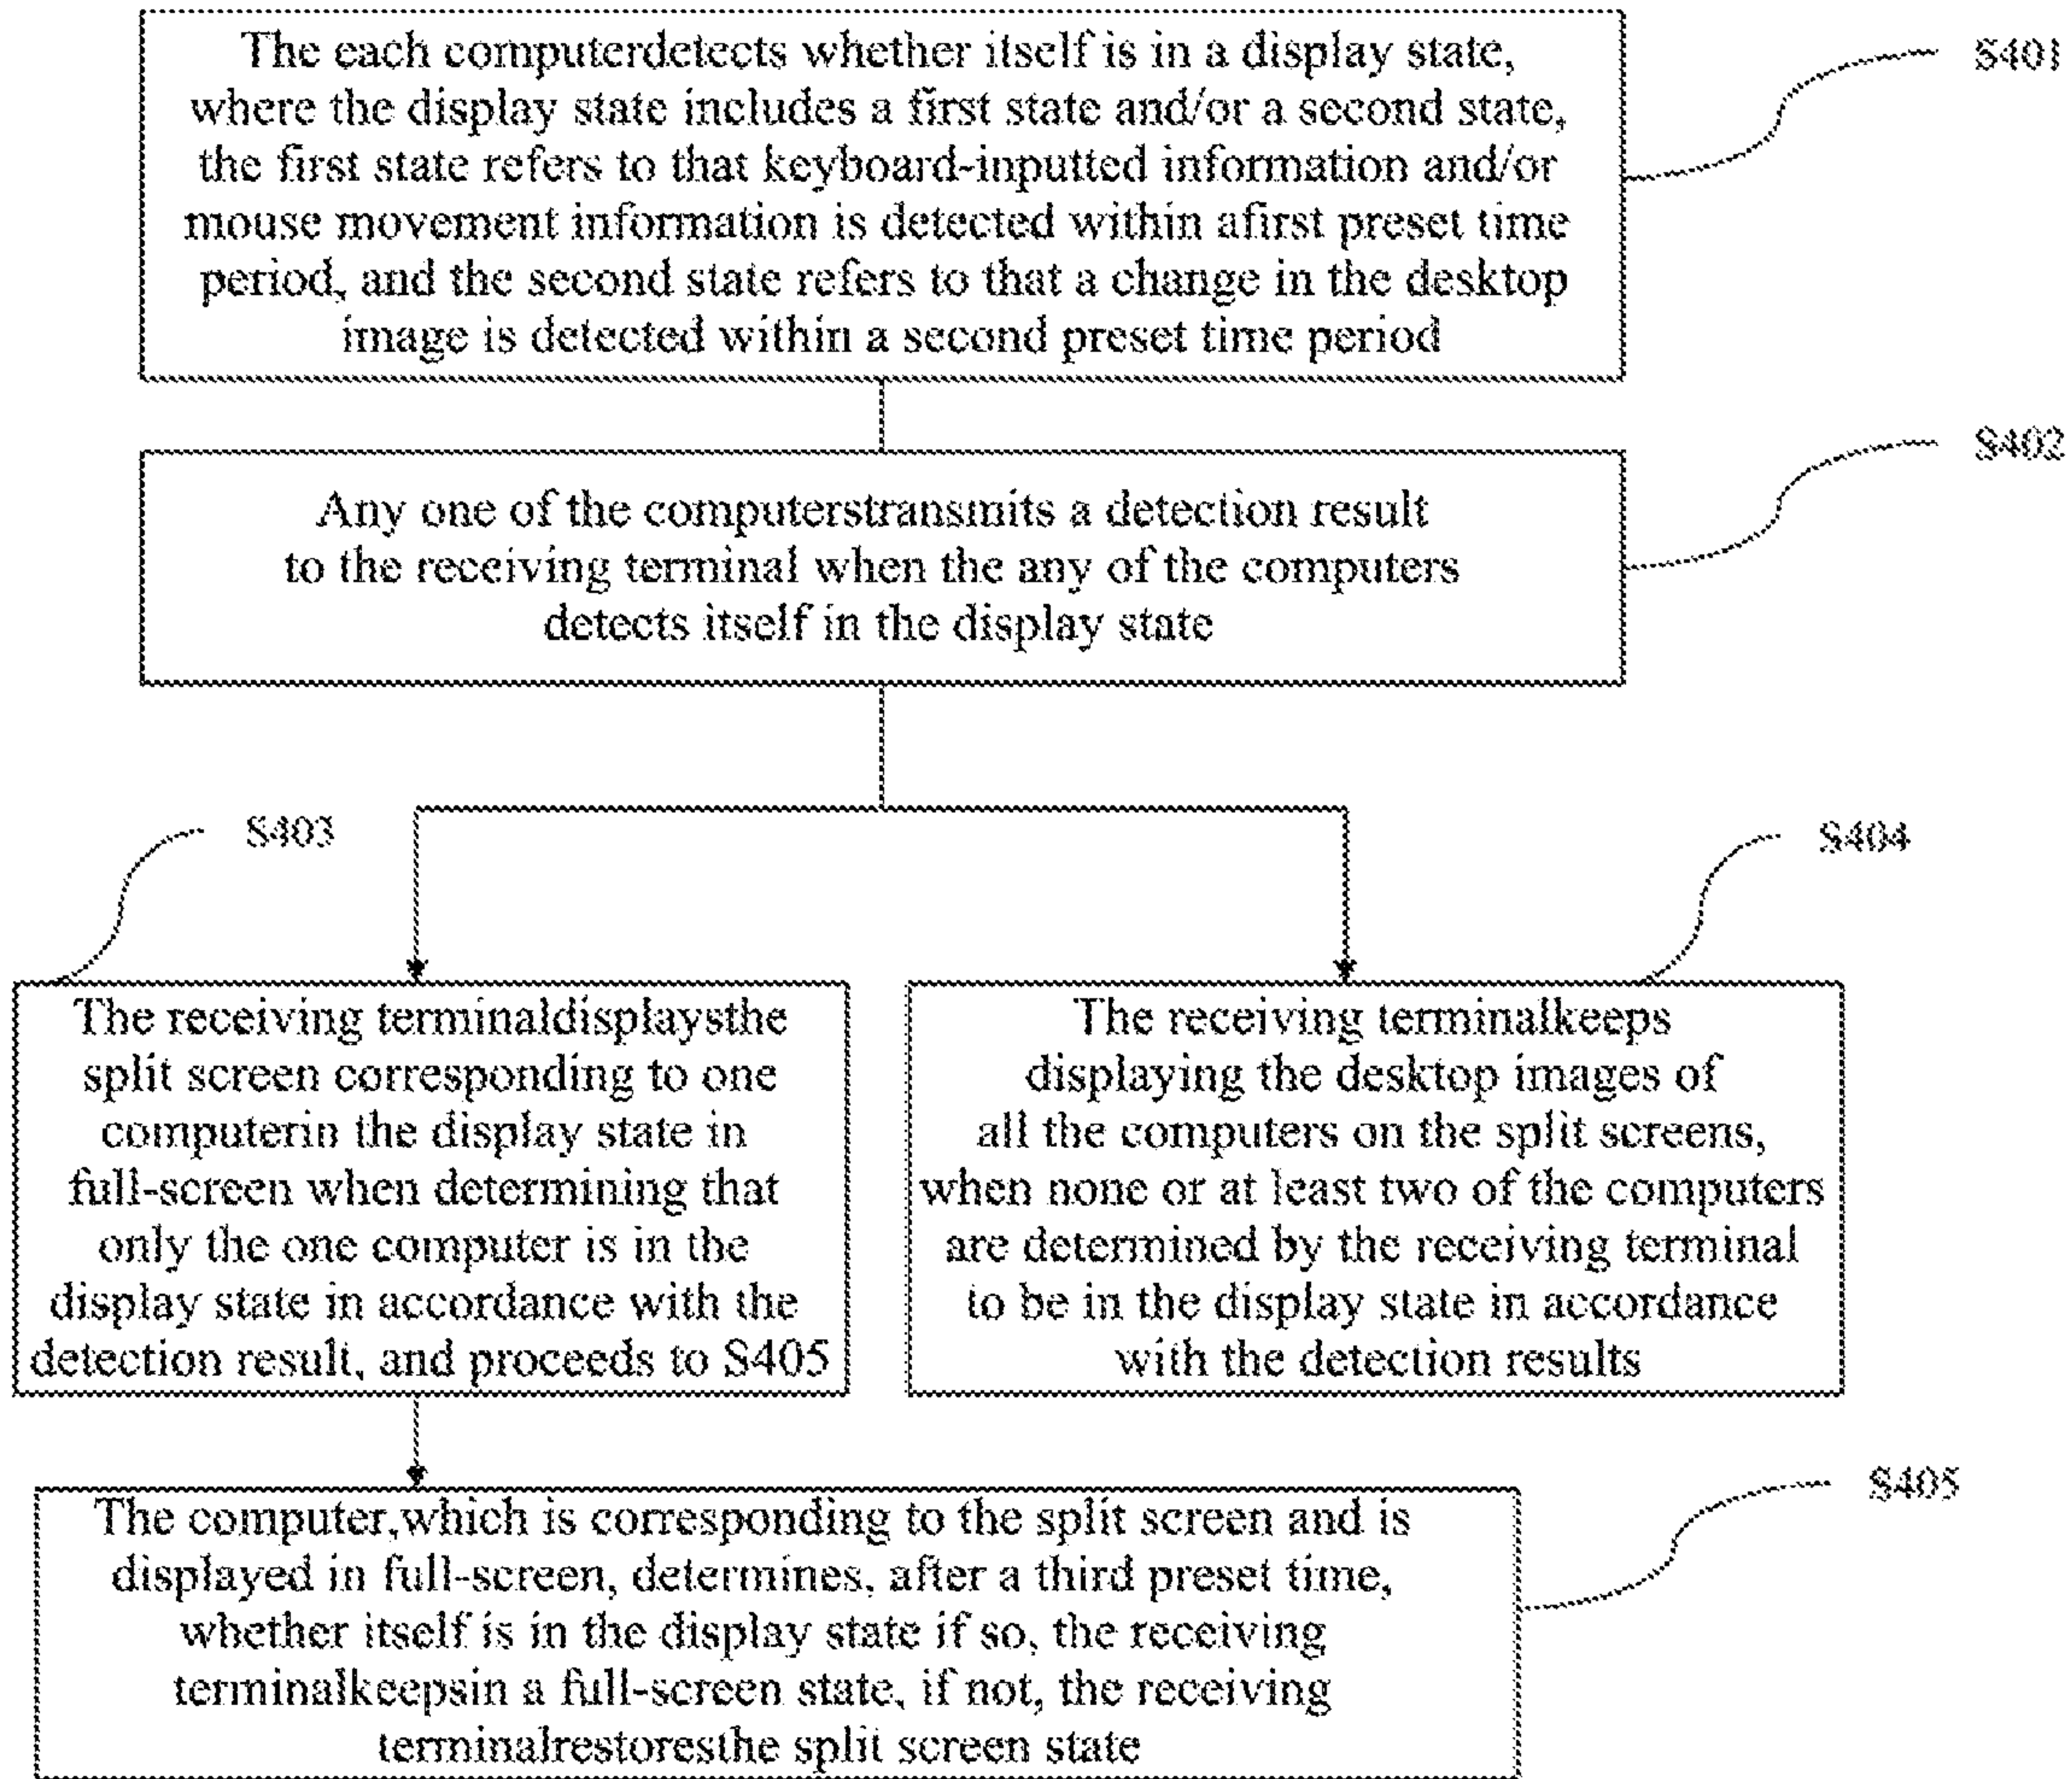 The each computerdetects whether itself is in a display state,
where the display state includes a first state and/or a second state,
the first state refers to that keyboard-inputted information and/or
mouse movement information is detected within afirst preset time
period, and the second state refers to that a change in the desktop
image is detected within a second preset time period
S401
Any one of the computerstransmits a detection result
to the receiving terminal when the any of the computers
detects itself in the display state
S402
S403
The receiving terminaldisplaysthe
split screen corresponding to one
computerin the display state in
full-screen when determining that
only the one computer is in the
display state in accordance with the
detection result, and proceeds to S405
S404
The receiving terminalkeeps
displaying the desktop images of
all the computers on the split screens,
when none or at least two of the computers
are determined by the receiving terminal
to be in the display state in accordance
with the detection results
The computer,which is corresponding to the split screen and is
displayed in full-screen, determines, after a third preset time,
whether itself is in the display state if so, the receiving
terminalkeepsin a full-screen state, if not, the receiving
terminalrestoresthe split screen state
S405